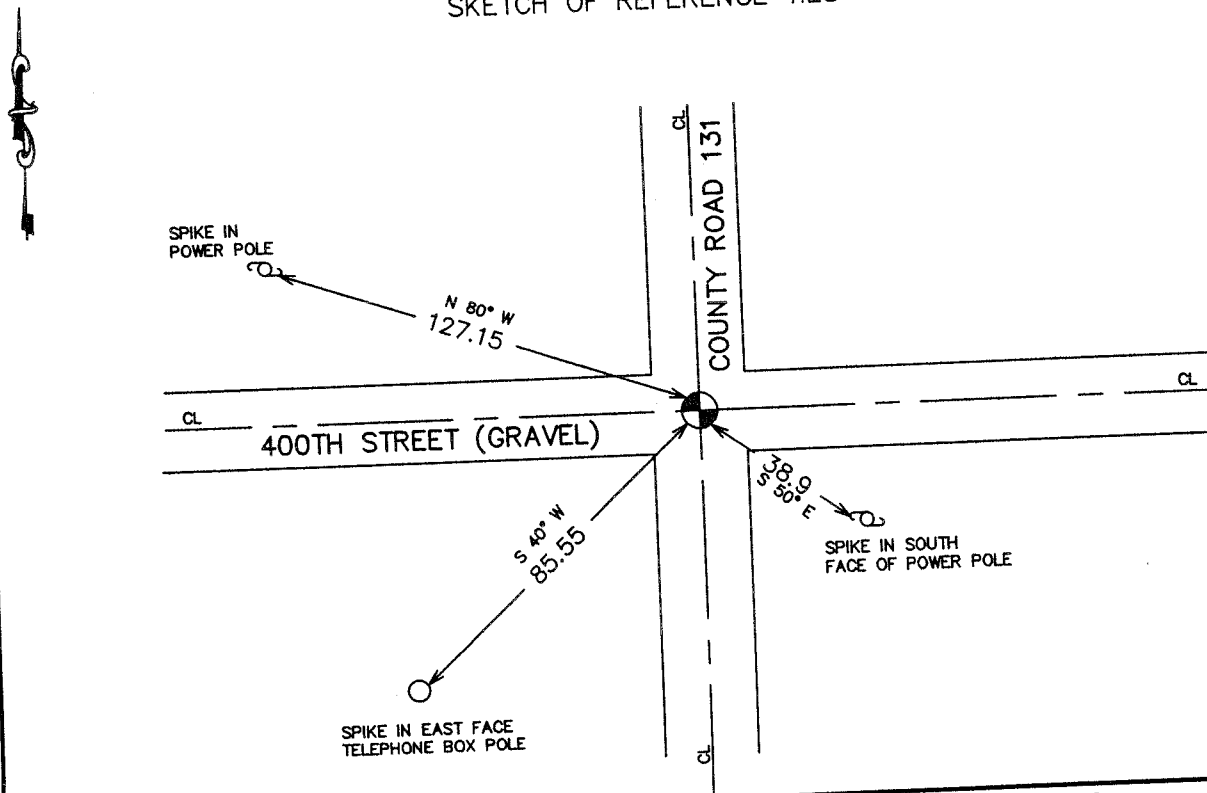 SKETCH OF REFERENCE
CL
COUNTY ROAD 131
SPIKE IN
POWER POLE
N 80° W
127.15
CL
CL
400TH STREET (GRAVEL)
38.9
S 50° E
S 40° W
85.55
SPIKE IN SOUTH
FACE OF POWER POLE
SPIKE IN EAST FACE
TELEPHONE BOX POLE
CL